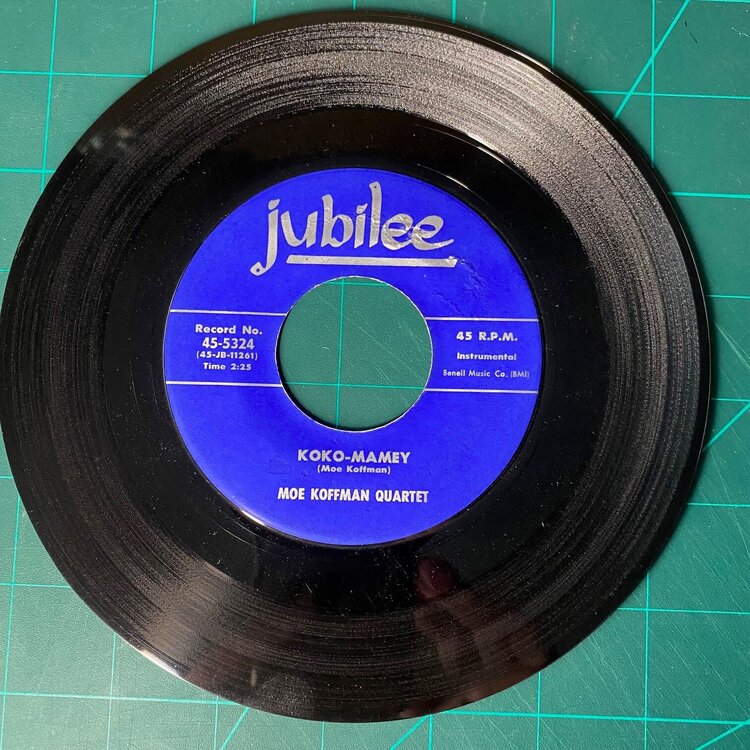 jubilee
Record No.
45-5324
(45-JB-11261)
Time 2:25
45 R.P.M.
Instrumental
Benell Music Co. (BMI)
KOKO-MAMEY
(Moe Koffman)
MOE KOFFMAN QUARTET